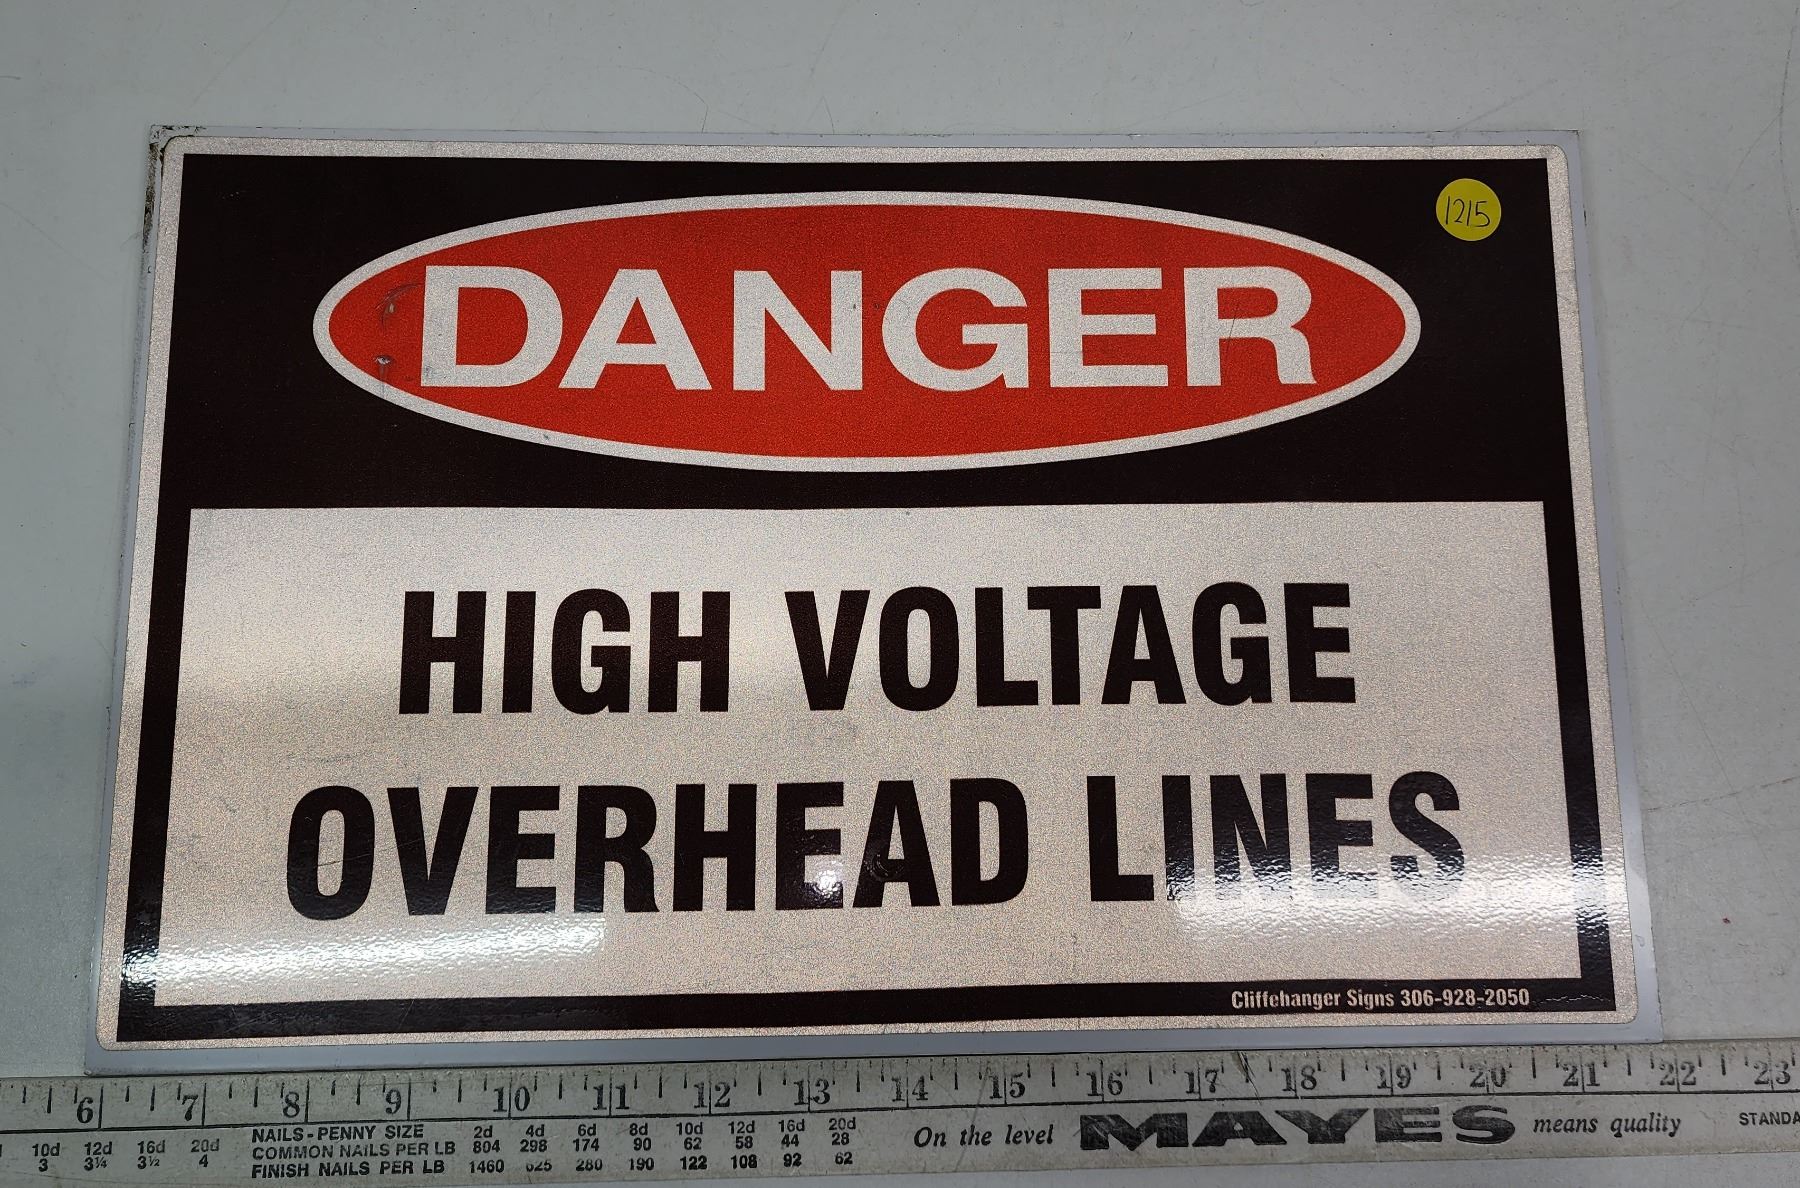 1215
DANGER
HIGH VOLTAGE
OVERHEAD LINES
Cliffehanger Signs 306-928-2050
6 7 8 9 10 11 12 13 14 15 16 17 18 19 20 21 22 23
10d 12d 16d 20d
3 3¼ 3½ 4
NAILS-PENNY SIZE 2d 4d 6d 8d 10d 12d 16d 20d
COMMON NAILS PER LB 804 298 174 90 62 58 44 28
FINISH NAILS PER LB 1460 625 280 190 122 108 92 62
On the level MAYES means quality